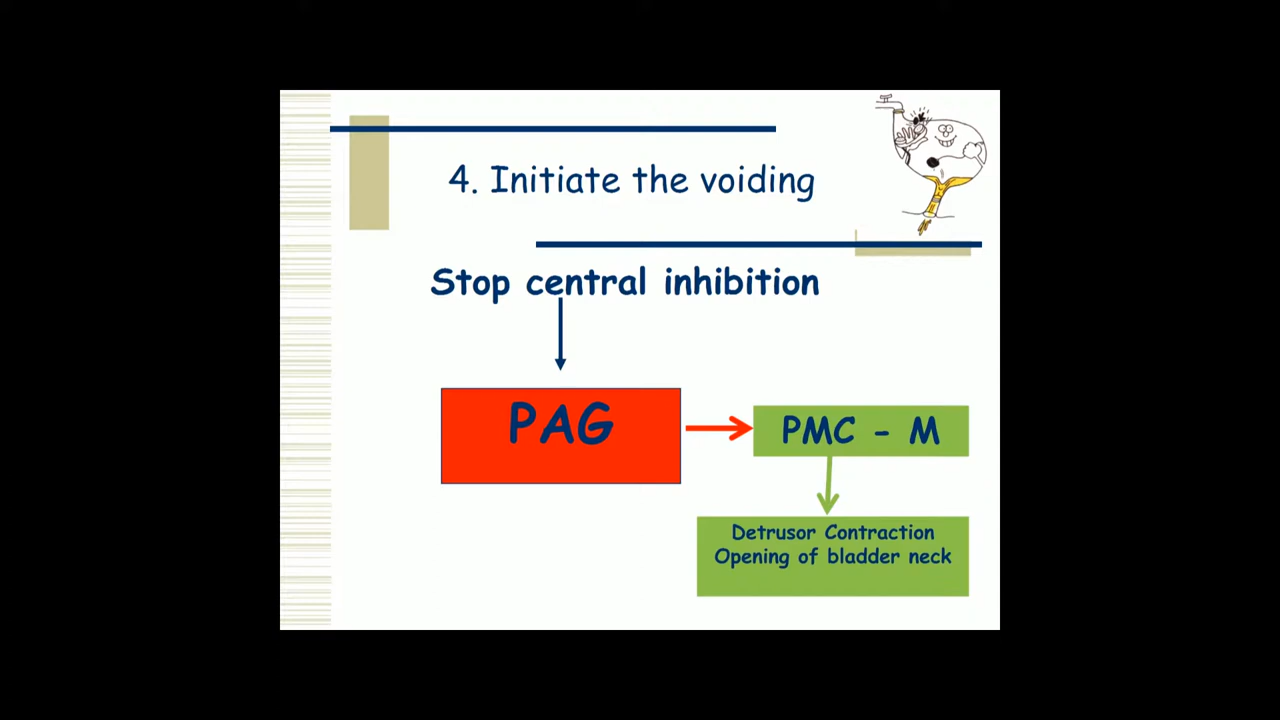 4. Initiate the voiding
Stop central inhibition
PAG
PMC - M
Detrusor Contraction
Opening of bladder neck